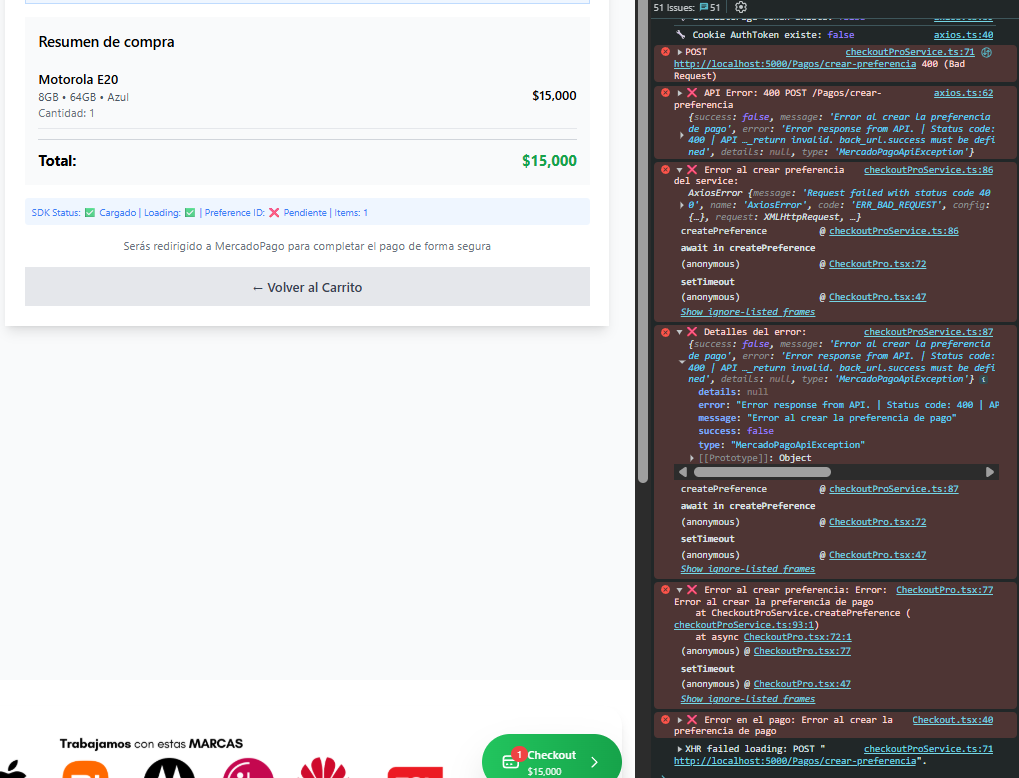 Resumen de compra
Motorola E20
8GB • 64GB • Azul
$15,000
Cantidad: 1
Total:
$15,000
SDK Status: ✅ Cargado | Loading: ✅ | Preference ID: ❌ Pendiente | Items: 1
Serás redirigido a MercadoPago para completar el pago de forma segura
← Volver al Carrito
Trabajamos con estas MARCAS
1
Checkout
$15,000
51 Issues: 51
Cookie AuthToken existe: false axios.ts:40
POST checkoutProService.ts:71
http://localhost:5000/Pagos/crear-preferencia 400 (Bad
Request)
❌ API Error: 400 POST /Pagos/crear- axios.ts:62
preferencia
{success: false, message: 'Error al crear la preferencia
de pago', error: 'Error response from API. | Status code:
400 | API …_return invalid. back_url.success must be defi
ned', details: null, type: 'MercadoPagoApiException'}
❌ Error al crear preferencia checkoutProService.ts:86
del service:
AxiosError {message: 'Request failed with status code 40
0', name: 'AxiosError', code: 'ERR_BAD_REQUEST', config:
{…}, request: XMLHttpRequest, …}
createPreference @ checkoutProService.ts:86
await in createPreference
(anonymous) @ CheckoutPro.tsx:72
setTimeout
(anonymous) @ CheckoutPro.tsx:47
Show ignore-listed frames
❌ Detalles del error: checkoutProService.ts:87
{success: false, message: 'Error al crear la preferencia
de pago', error: 'Error response from API. | Status code:
400 | API …_return invalid. back_url.success must be defi
ned', details: null, type: 'MercadoPagoApiException'} i
details: null
error: "Error response from API. | Status code: 400 | AP
message: "Error al crear la preferencia de pago"
success: false
type: "MercadoPagoApiException"
[[Prototype]]: Object
createPreference @ checkoutProService.ts:87
await in createPreference
(anonymous) @ CheckoutPro.tsx:72
setTimeout
(anonymous) @ CheckoutPro.tsx:47
Show ignore-listed frames
❌ Error al crear preferencia: Error: CheckoutPro.tsx:77
Error al crear la preferencia de pago
at CheckoutProService.createPreference (
checkoutProService.ts:93:1)
at async CheckoutPro.tsx:72:1
(anonymous) @ CheckoutPro.tsx:77
setTimeout
(anonymous) @ CheckoutPro.tsx:47
Show ignore-listed frames
❌ Error en el pago: Error al crear la Checkout.tsx:40
preferencia de pago
XHR failed loading: POST " checkoutProService.ts:71
http://localhost:5000/Pagos/crear-preferencia".